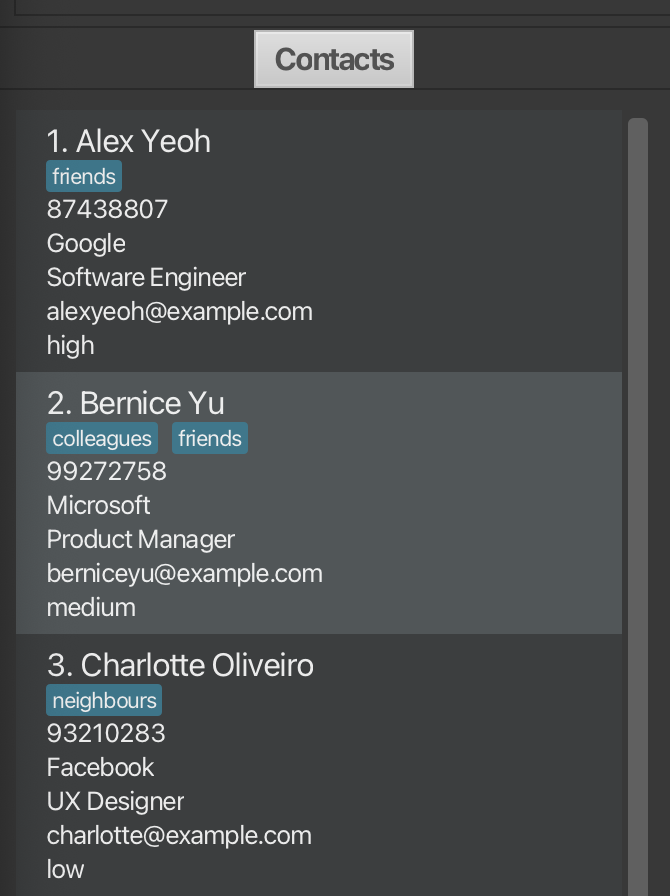 Contacts
1. Alex Yeoh
friends
87438807
Google
Software Engineer
alexyeoh@example.com
high
2. Bernice Yu
colleagues friends
99272758
Microsoft
Product Manager
berniceyu@example.com
medium
3. Charlotte Oliveiro
neighbours
93210283
Facebook
UX Designer
charlotte@example.com
low